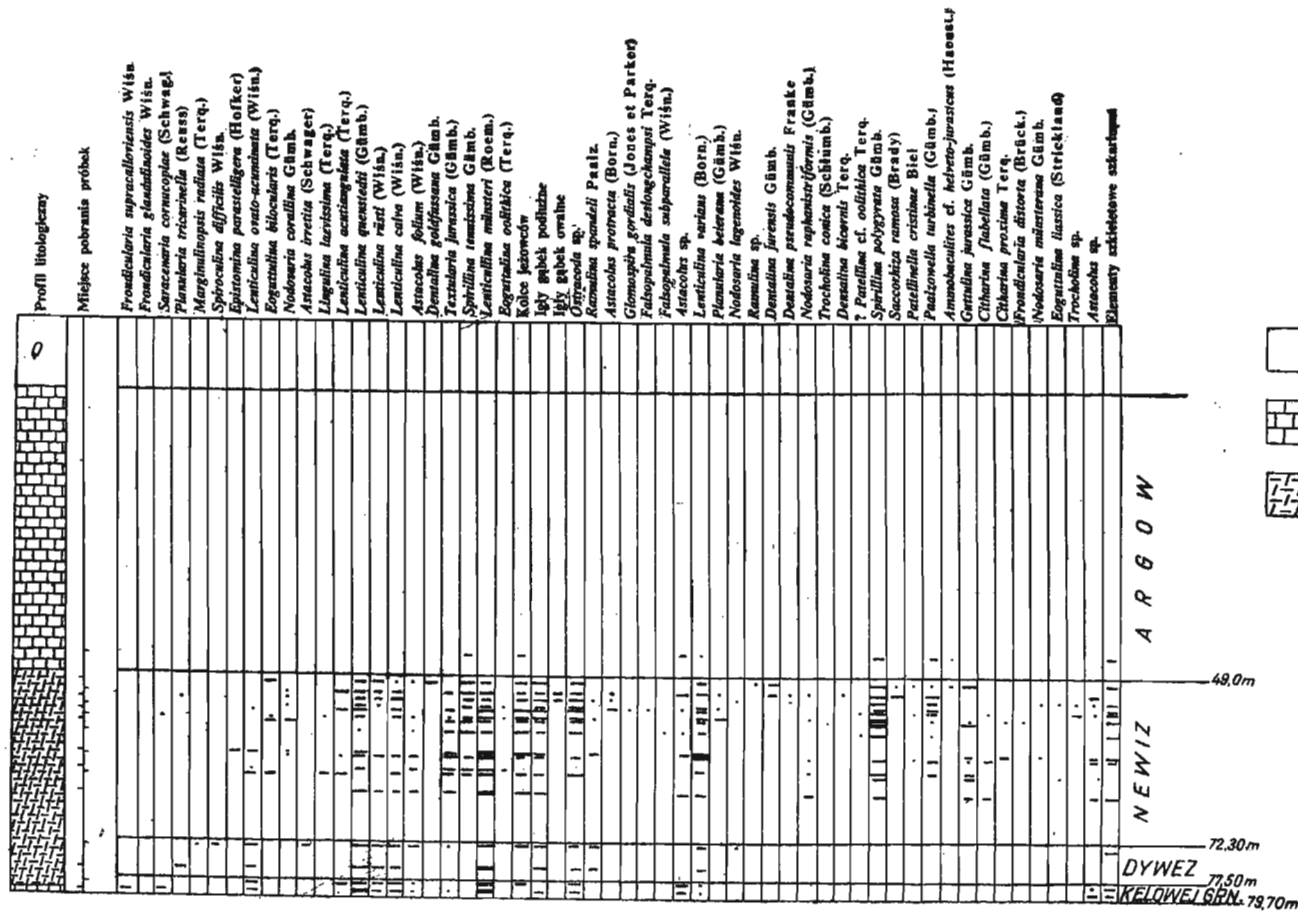 Profil litologiczny
Miejsce pobrania próbek
Frondicularia supracalloviensis Wiśn.
Frondicularia glandulinoides Wiśn.
Saracenaria cornucopiae (Schwag.)
Planularia tricarinella (Reuss)
Marginulinopsis radiata (Terq.)
Spiroculina difficilis Wiśn.
Epistomina parastelligera (Hofker)
Lenticulina ovato-acuminata (Wiśn.)
Eoguttulina bilocularis (Terq.)
Nodosaria corallina Gümb.
Astacolus irretita (Schwager)
Lingulina laevissima (Terq.)
Lenticulina acutiangulata (Terq.)
Lenticulina quenstedti (Gümb.)
Lenticulina rüsti (Wiśn.)
Lenticulina calva (Wiśn.)
Astacolus folium (Wiśn.)
Dentalina goldfussana Gümb.
Textularia jurassica (Gümb.)
Spirillina tenuissima Gümb.
Lenticullina münsteri (Roem.)
Eoguttulina oolithica (Terq.)
Kolce jeżowców
Igły gąbek podłużne
Igły gąbek owalne
Ostracoda sp.
Ramulina spandeli Paalz.
Astacolus protracta (Born.)
Glomospira gordialis (Jones et Parker)
Falsopalmula deslongchampsi Terq.
Falsopalmula subparallela (Wiśn.)
Astacolus sp.
Lenticulina varians (Born.)
Planularia beierana (Gümb.)
Nodosaria lagenoides Wiśn.
Ramulina sp.
Dentalina jurensis Gümb.
Dentalina pseudocommunis Franke
Nodosaria raphanistriformis (Gümb.)
Trocholina conica (Schlumb.)
Dentalina bicornis Terq.
? Patellina cf. oolithica Terq.
Spirillina polygyrata Gümb.
Saccorhiza ramosa (Brady)
Patellinella cristinae Biel
Paalzowella turbinella (Gümb.)
Ammobaculites cf. helveto-jurasicus (Haeusl.)
Gutulina jurassica Gümb.
Citharina flabellata (Gümb.)
Citharina proxima Terq.
Frondicularia distorta (Brück.)
Nodosaria münsterana Gümb.
Eogutulina liassica (Strickland)
Trocholina sp.
Astacolus sp.
Elementy szkieletowe szkarłupni
Q
ARGOW
49,0m
NEWIZ
72,30m
DYWEZ
77,50m
KELOWEJ GRN.
79,70m